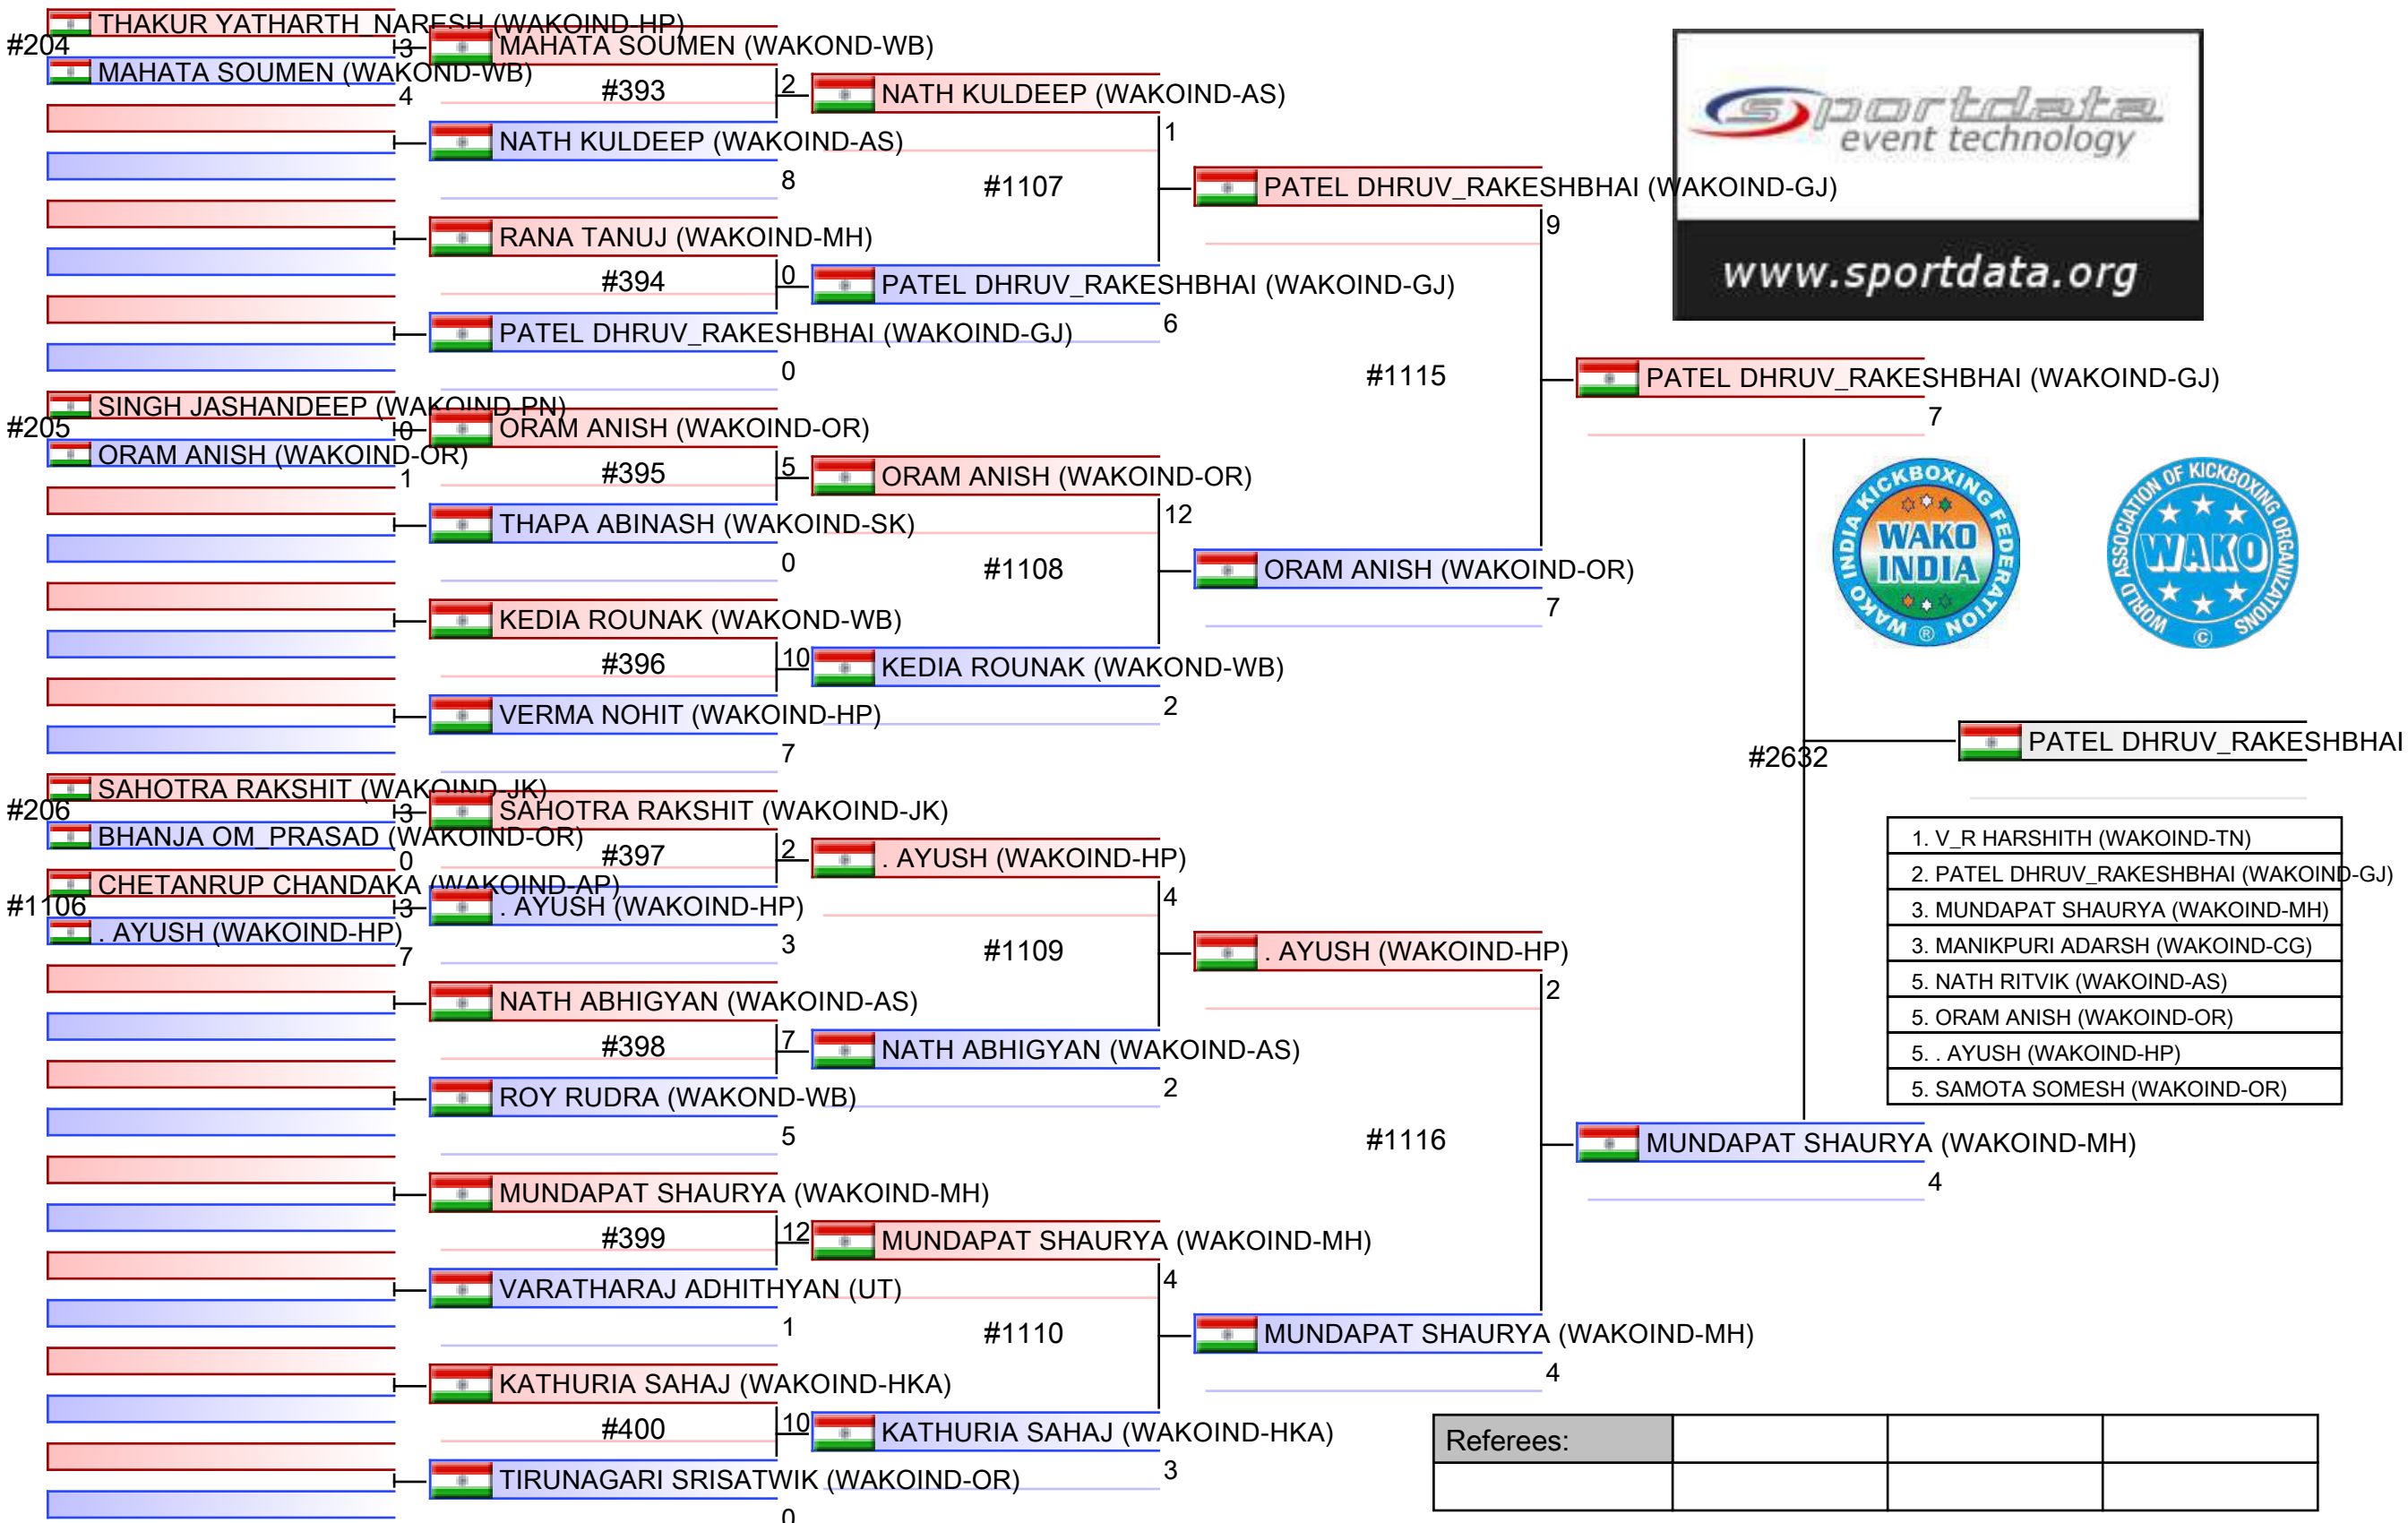 THAKUR YATHARTH_NARESH (WAKOIND-HP)
#204
3
MAHATA SOUMEN (WAKOND-WB)
4
MAHATA SOUMEN (WAKOND-WB)
#393
2
NATH KULDEEP (WAKOIND-AS)
8
NATH KULDEEP (WAKOIND-AS)
1
#1107
RANA TANUJ (WAKOIND-MH)
#394
0
PATEL DHRUV_RAKESHBHAI (WAKOIND-GJ)
0
PATEL DHRUV_RAKESHBHAI (WAKOIND-GJ)
6
PATEL DHRUV_RAKESHBHAI (WAKOIND-GJ)
9
#1115
SINGH JASHANDEEP (WAKOIND-PN)
#205
0
ORAM ANISH (WAKOIND-OR)
1
ORAM ANISH (WAKOIND-OR)
#395
5
THAPA ABINASH (WAKOIND-SK)
0
ORAM ANISH (WAKOIND-OR)
12
#1108
KEDIA ROUNAK (WAKOND-WB)
#396
10
VERMA NOHIT (WAKOIND-HP)
7
KEDIA ROUNAK (WAKOND-WB)
2
ORAM ANISH (WAKOIND-OR)
7
PATEL DHRUV_RAKESHBHAI (WAKOIND-GJ)
7
SAHOTRA RAKSHIT (WAKOIND-JK)
#206
3
BHANJA OM_PRASAD (WAKOIND-OR)
0
CHETANRUP CHANDAKA (WAKOIND-AP)
#1106
3
. AYUSH (WAKOIND-HP)
7
SAHOTRA RAKSHIT (WAKOIND-JK)
#397
2
. AYUSH (WAKOIND-HP)
3
. AYUSH (WAKOIND-HP)
4
#1109
NATH ABHIGYAN (WAKOIND-AS)
#398
7
ROY RUDRA (WAKOND-WB)
5
NATH ABHIGYAN (WAKOIND-AS)
2
. AYUSH (WAKOIND-HP)
2
#1116
MUNDAPAT SHAURYA (WAKOIND-MH)
#399
12
VARATHARAJ ADHITHYAN (UT)
1
MUNDAPAT SHAURYA (WAKOIND-MH)
4
#1110
KATHURIA SAHAJ (WAKOIND-HKA)
#400
10
TIRUNAGARI SRISATWIK (WAKOIND-OR)
0
KATHURIA SAHAJ (WAKOIND-HKA)
3
MUNDAPAT SHAURYA (WAKOIND-MH)
4
MUNDAPAT SHAURYA (WAKOIND-MH)
4
#2632
PATEL DHRUV_RAKESHBHAI
sportdata
event technology
www.sportdata.org
WAKO INDIA KICKBOXING FEDERATION
WAKO
INDIA
®
WORLD ASSOCIATION OF KICKBOXING ORGANIZATIONS
WAKO
©
1. V_R HARSHITH (WAKOIND-TN)
2. PATEL DHRUV_RAKESHBHAI (WAKOIND-GJ)
3. MUNDAPAT SHAURYA (WAKOIND-MH)
3. MANIKPURI ADARSH (WAKOIND-CG)
5. NATH RITVIK (WAKOIND-AS)
5. ORAM ANISH (WAKOIND-OR)
5. . AYUSH (WAKOIND-HP)
5. SAMOTA SOMESH (WAKOIND-OR)
Referees: